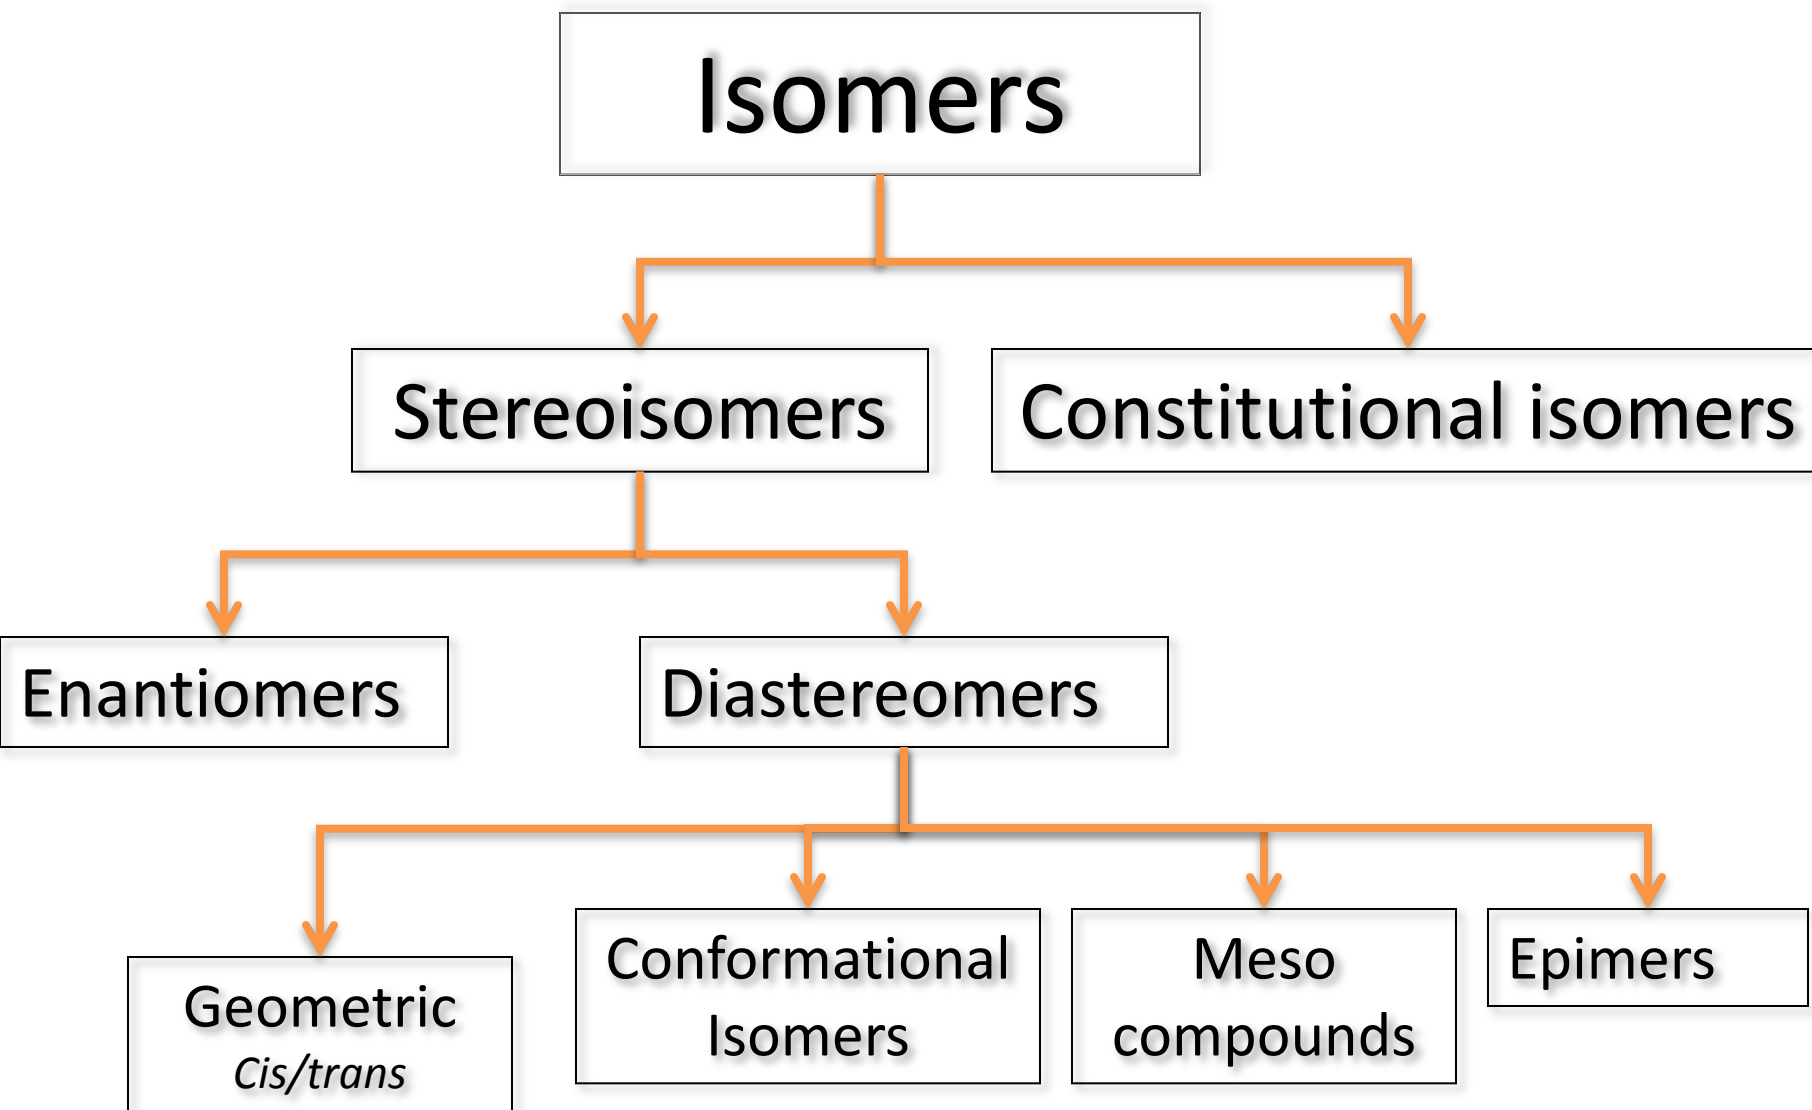 Isomers
Stereoisomers
Constitutional isomers
Enantiomers
Diastereomers
Geometric
Cis/trans
Conformational
Isomers
Meso
compounds
Epimers